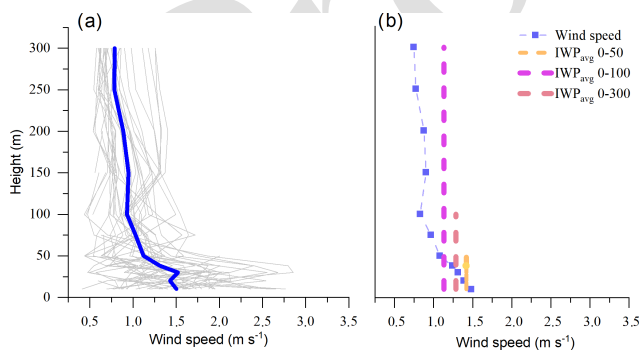 (a)
(b)
Wind speed
IWPavg 0-50
IWPavg 0-100
IWPavg 0-300
Height (m)
300
250
200
150
100
50
0
0,5 1,0 1,5 2,0 2,5 3,0 3,5
Wind speed (m s-1)
0.5 1.0 1.5 2.0 2.5 3.0 3.5
Wind speed (m s-1)